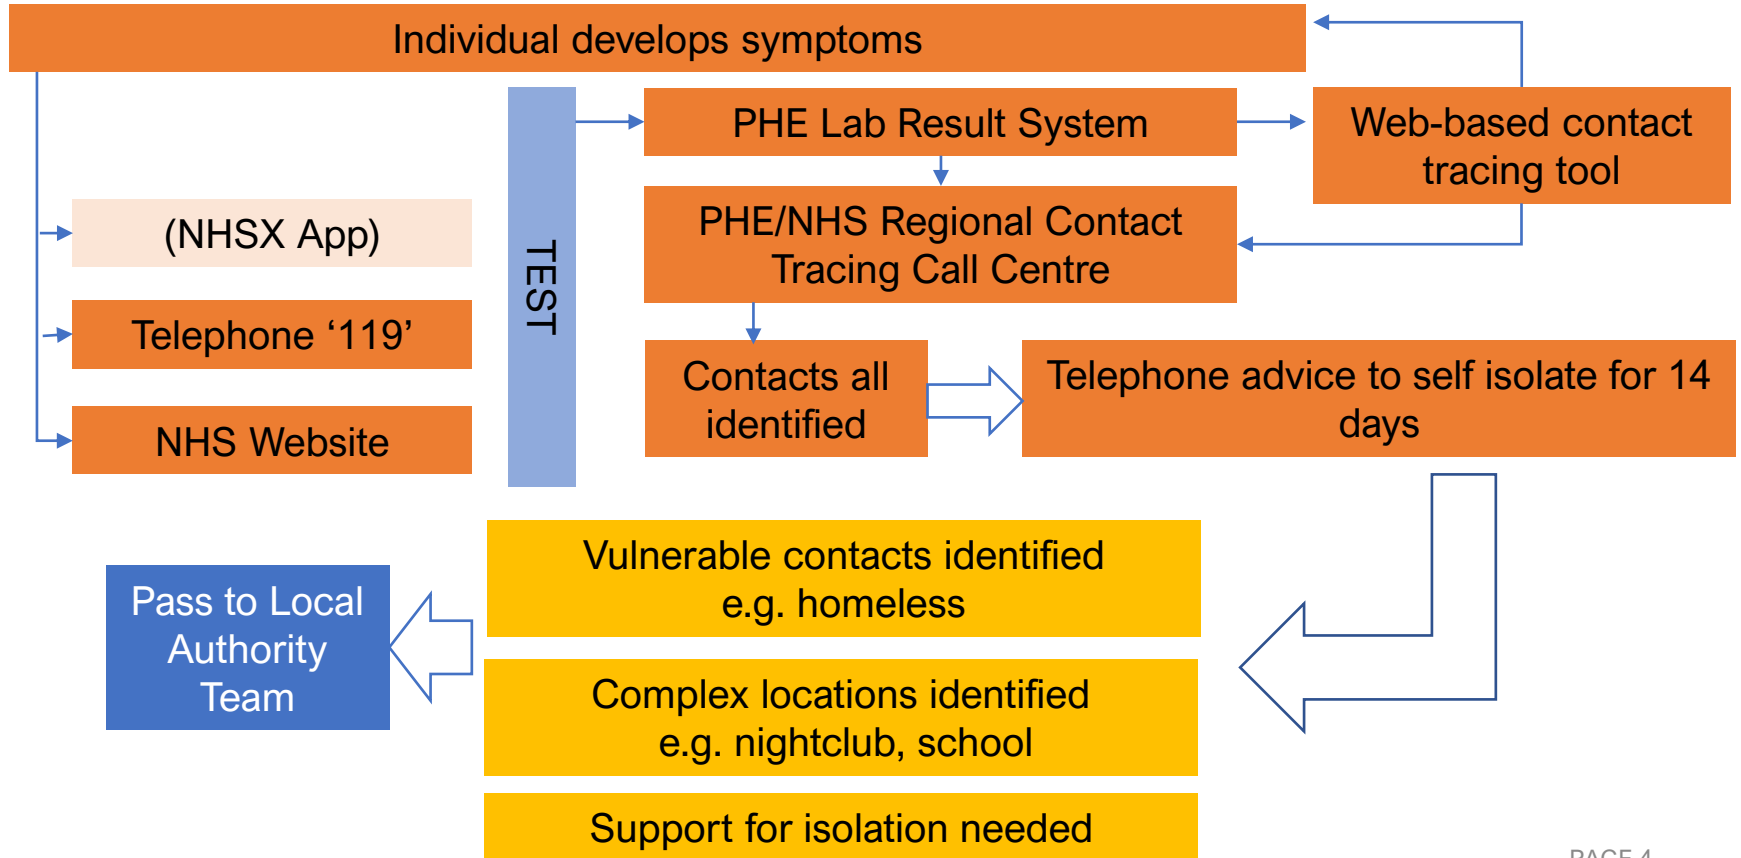 Individual develops symptoms
PHE Lab Result System
Web-based contact
tracing tool
(NHSX App)
Telephone ‘119’
NHS Website
TEST
PHE/NHS Regional Contact
Tracing Call Centre
Contacts all
identified
Telephone advice to self isolate for 14
days
Vulnerable contacts identified
e.g. homeless
Complex locations identified
e.g. nightclub, school
Support for isolation needed
Pass to Local
Authority
Team
PAGE 4